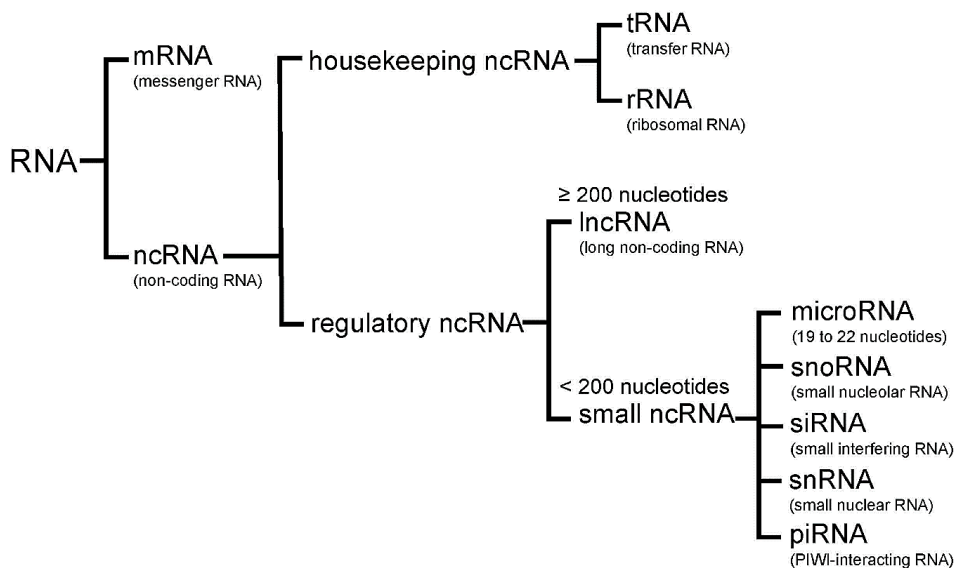 RNA
mRNA
(messenger RNA)
ncRNA
(non-coding RNA)
housekeeping ncRNA
tRNA
(transfer RNA)
rRNA
(ribosomal RNA)
regulatory ncRNA
≥ 200 nucleotides
lncRNA
(long non-coding RNA)
< 200 nucleotides
small ncRNA
microRNA
(19 to 22 nucleotides)
snoRNA
(small nucleolar RNA)
siRNA
(small interfering RNA)
snRNA
(small nuclear RNA)
piRNA
(PIWI-interacting RNA)